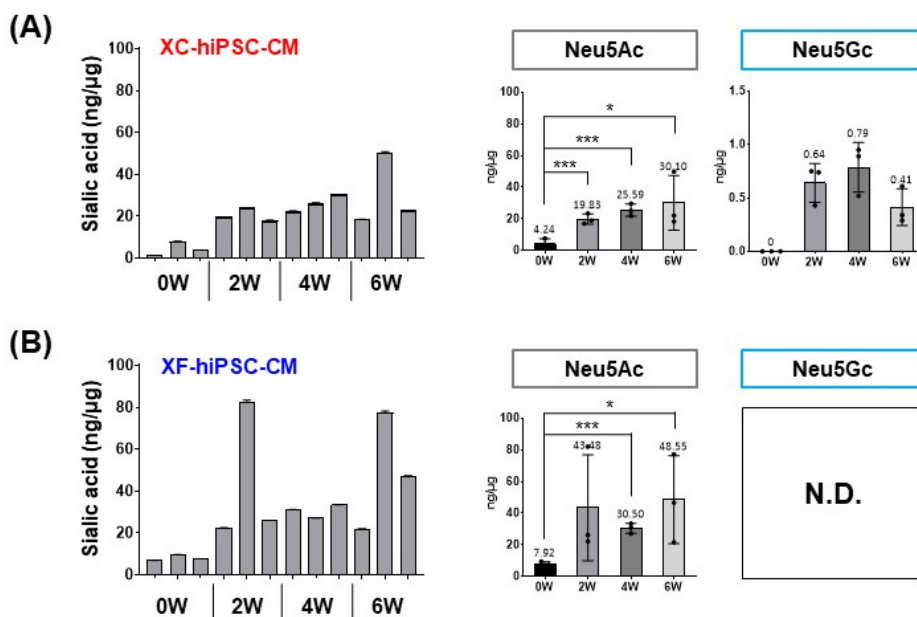 (A)
XC-hiPSC-CM
Sialic acid (ng/µg)
100
80
60
40
20
0
0W 2W 4W 6W
Neu5Ac
ng/µg
100
80
60
40
20
0
*
***
***
4.24
19.83
25.59
30.10
0W 2W 4W 6W
Neu5Gc
ng/µg
1.5
1.0
0.5
0.0
0
0.64
0.79
0.41
0W 2W 4W 6W
(B)
XF-hiPSC-CM
Sialic acid (ng/µg)
100
80
60
40
20
0
0W 2W 4W 6W
Neu5Ac
ng/µg
100
80
60
40
20
0
*
***
7.92
43.48
30.50
48.55
0W 2W 4W 6W
Neu5Gc
N.D.